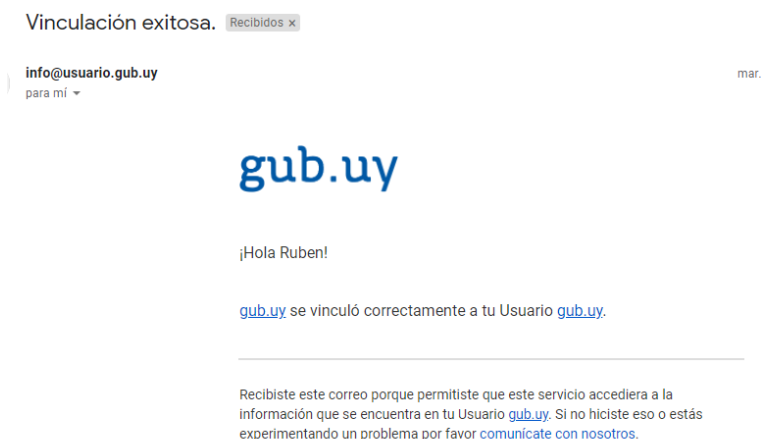 Vinculación exitosa. Recibidos x
info@usuario.gub.uy mar.
para mí
gub.uy
¡Hola Ruben!
gub.uy se vinculó correctamente a tu Usuario gub.uy.
Recibiste este correo porque permitiste que este servicio accediera a la
información que se encuentra en tu Usuario gub.uy. Si no hiciste eso o estás
experimentando un problema por favor comunícate con nosotros.